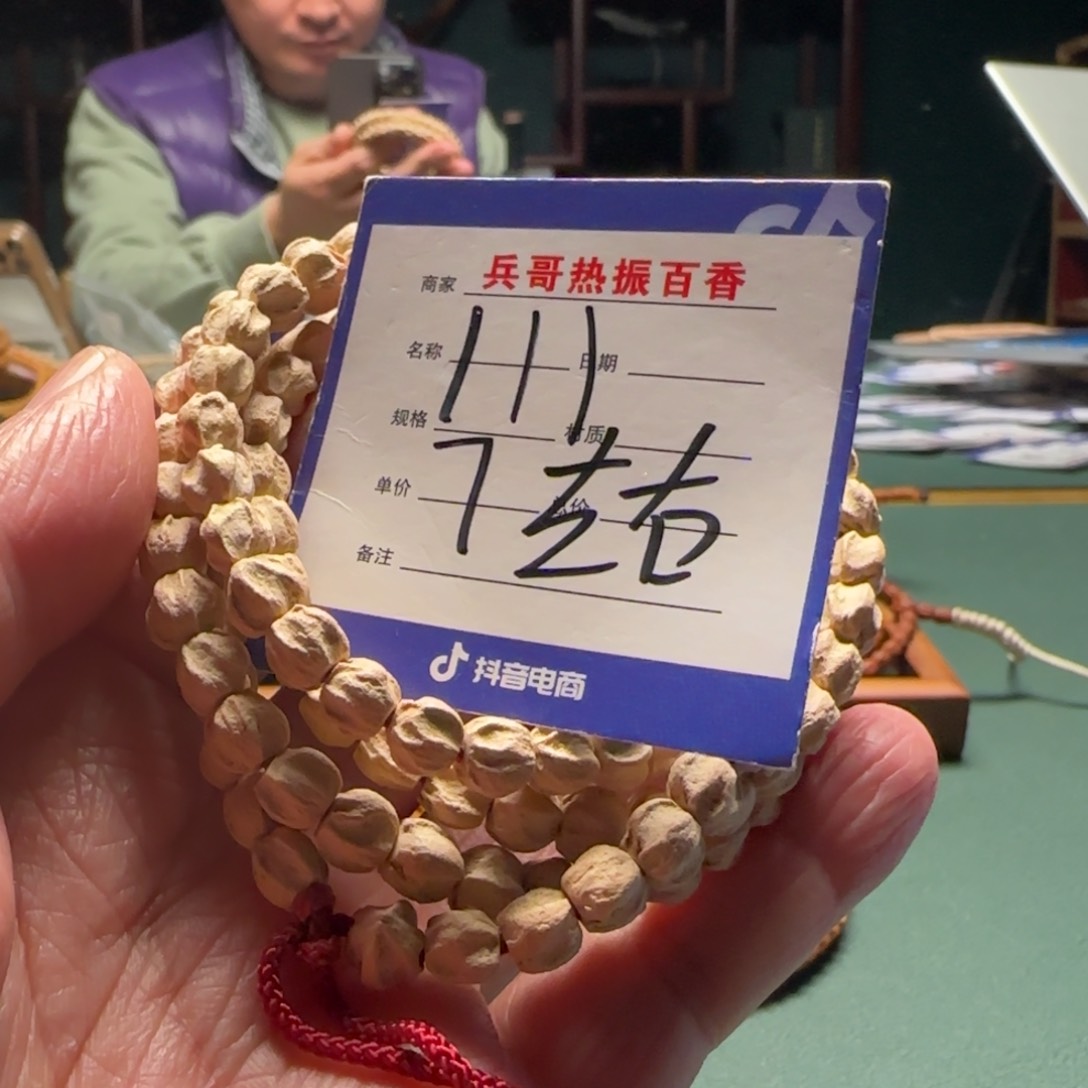 商家 兵哥热振百香
名称 日期
111
规格 材质
7左右
单价 总价
备注
抖音电商